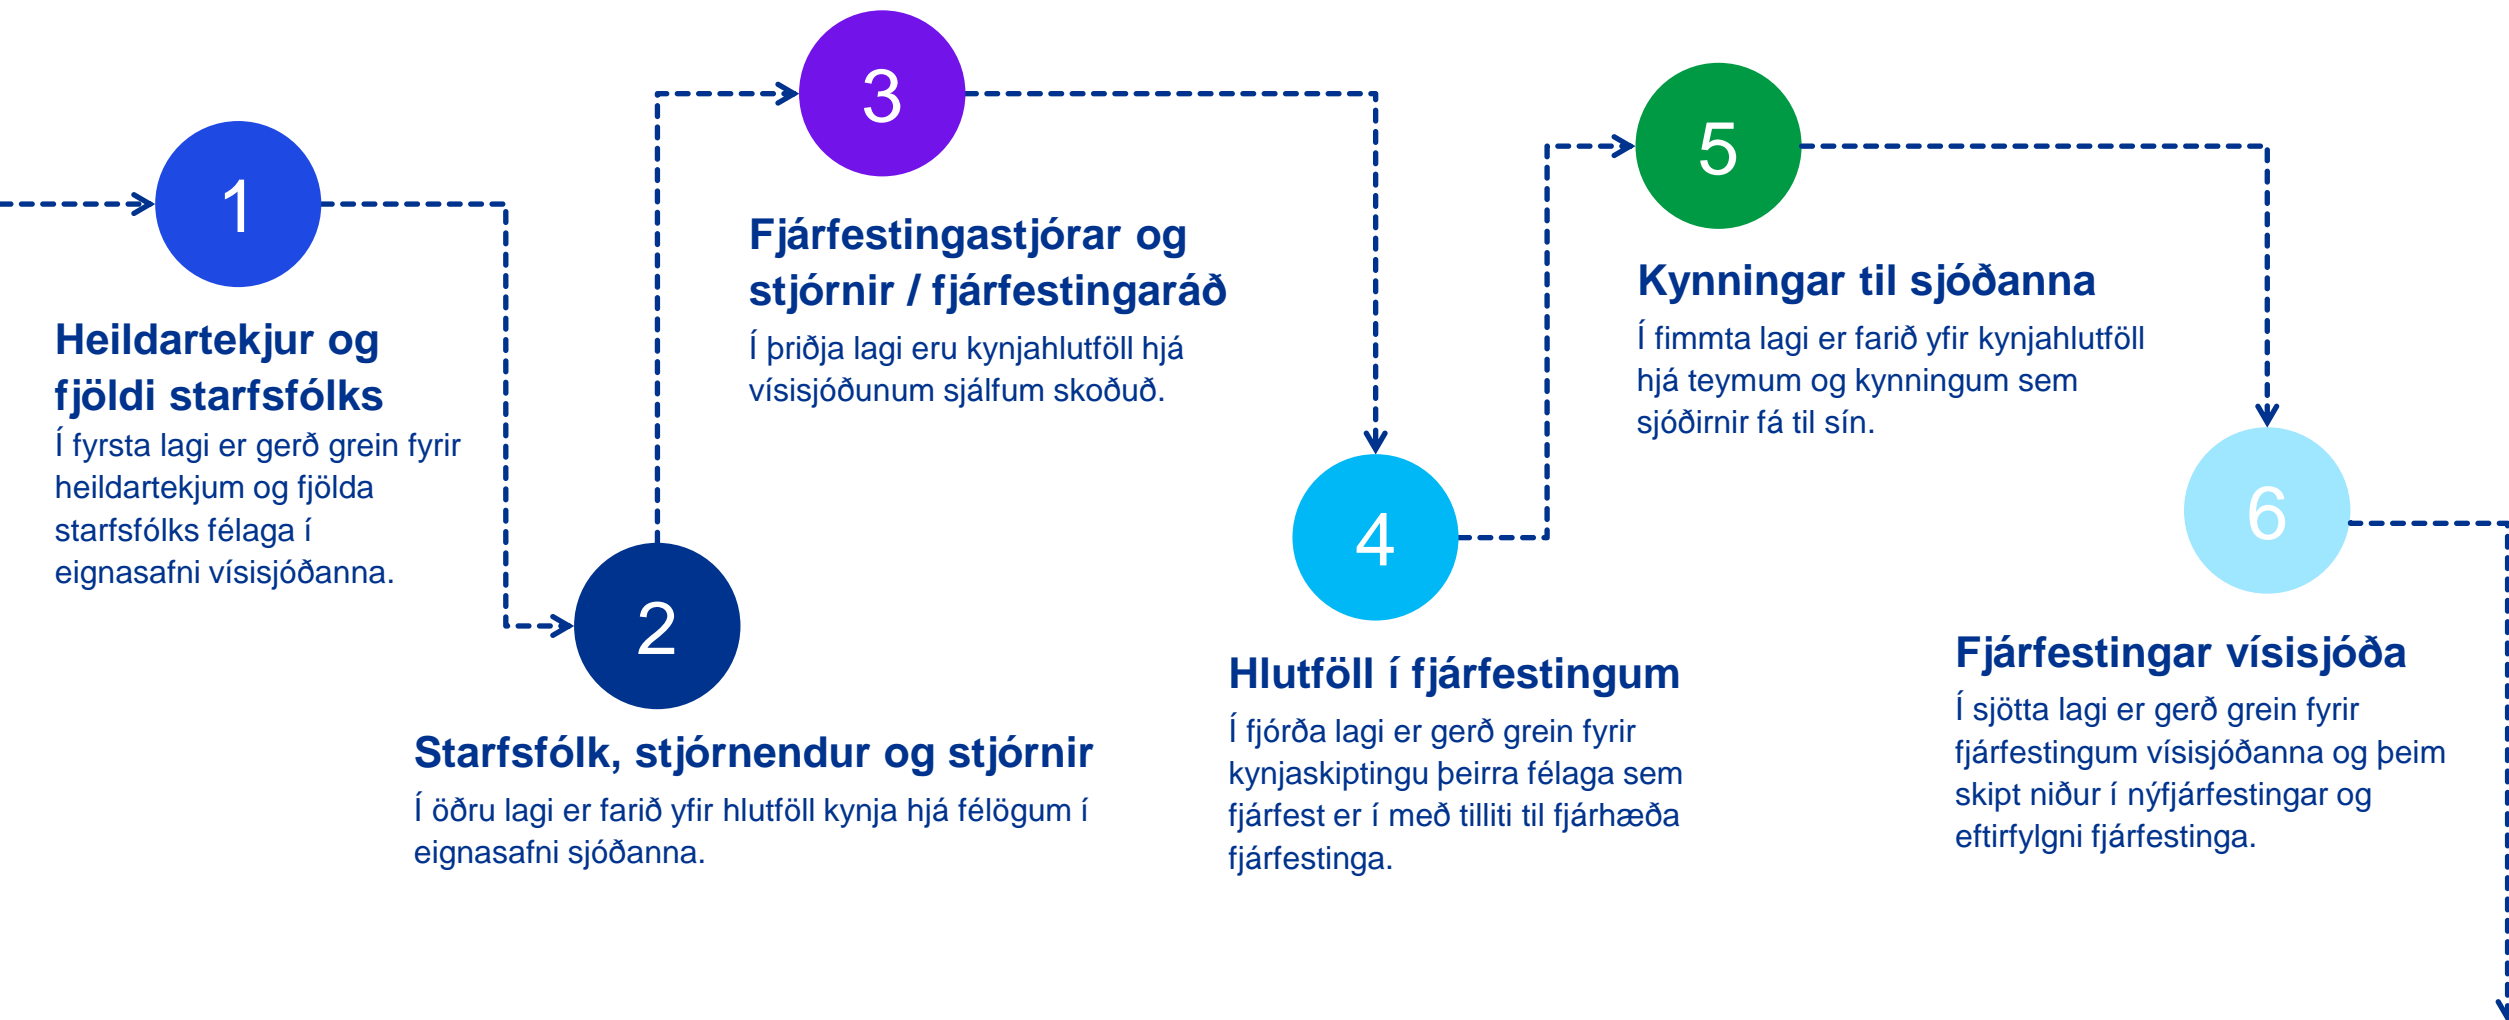 1
Heildartekjur og
fjöldi starfsfólks
Í fyrsta lagi er gerð grein fyrir
heildartekjum og fjölda
starfsfólks félaga í
eignasafni vísisjóðanna.
2
Starfsfólk, stjórnendur og stjórnir
Í öðru lagi er farið yfir hlutföll kynja hjá félögum í
eignasafni sjóðanna.
3
Fjárfestingastjórar og
stjórnir / fjárfestingaráð
Í þriðja lagi eru kynjahlutföll hjá
vísisjóðunum sjálfum skoðuð.
4
Hlutföll í fjárfestingum
Í fjórða lagi er gerð grein fyrir
kynjaskiptingu þeirra félaga sem
fjárfest er í með tilliti til fjárhæða
fjárfestinga.
5
Kynningar til sjóðanna
Í fimmta lagi er farið yfir kynjahlutföll
hjá teymum og kynningum sem
sjóðirnir fá til sín.
6
Fjárfestingar vísisjóða
Í sjötta lagi er gerð grein fyrir
fjárfestingum vísisjóðanna og þeim
skipt niður í nýfjárfestingar og
eftirfylgni fjárfestinga.